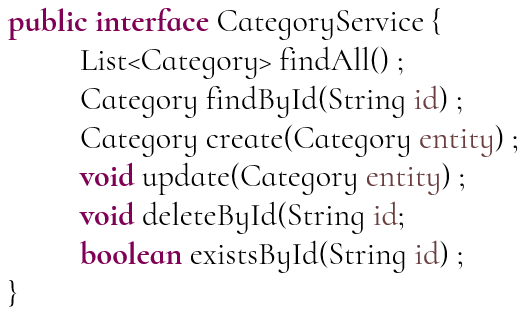 public interface CategoryService {
List<Category> findAll() ;
Category findById(String id) ;
Category create(Category entity) ;
void update(Category entity) ;
void deleteById(String id;
boolean existsById(String id) ;
}